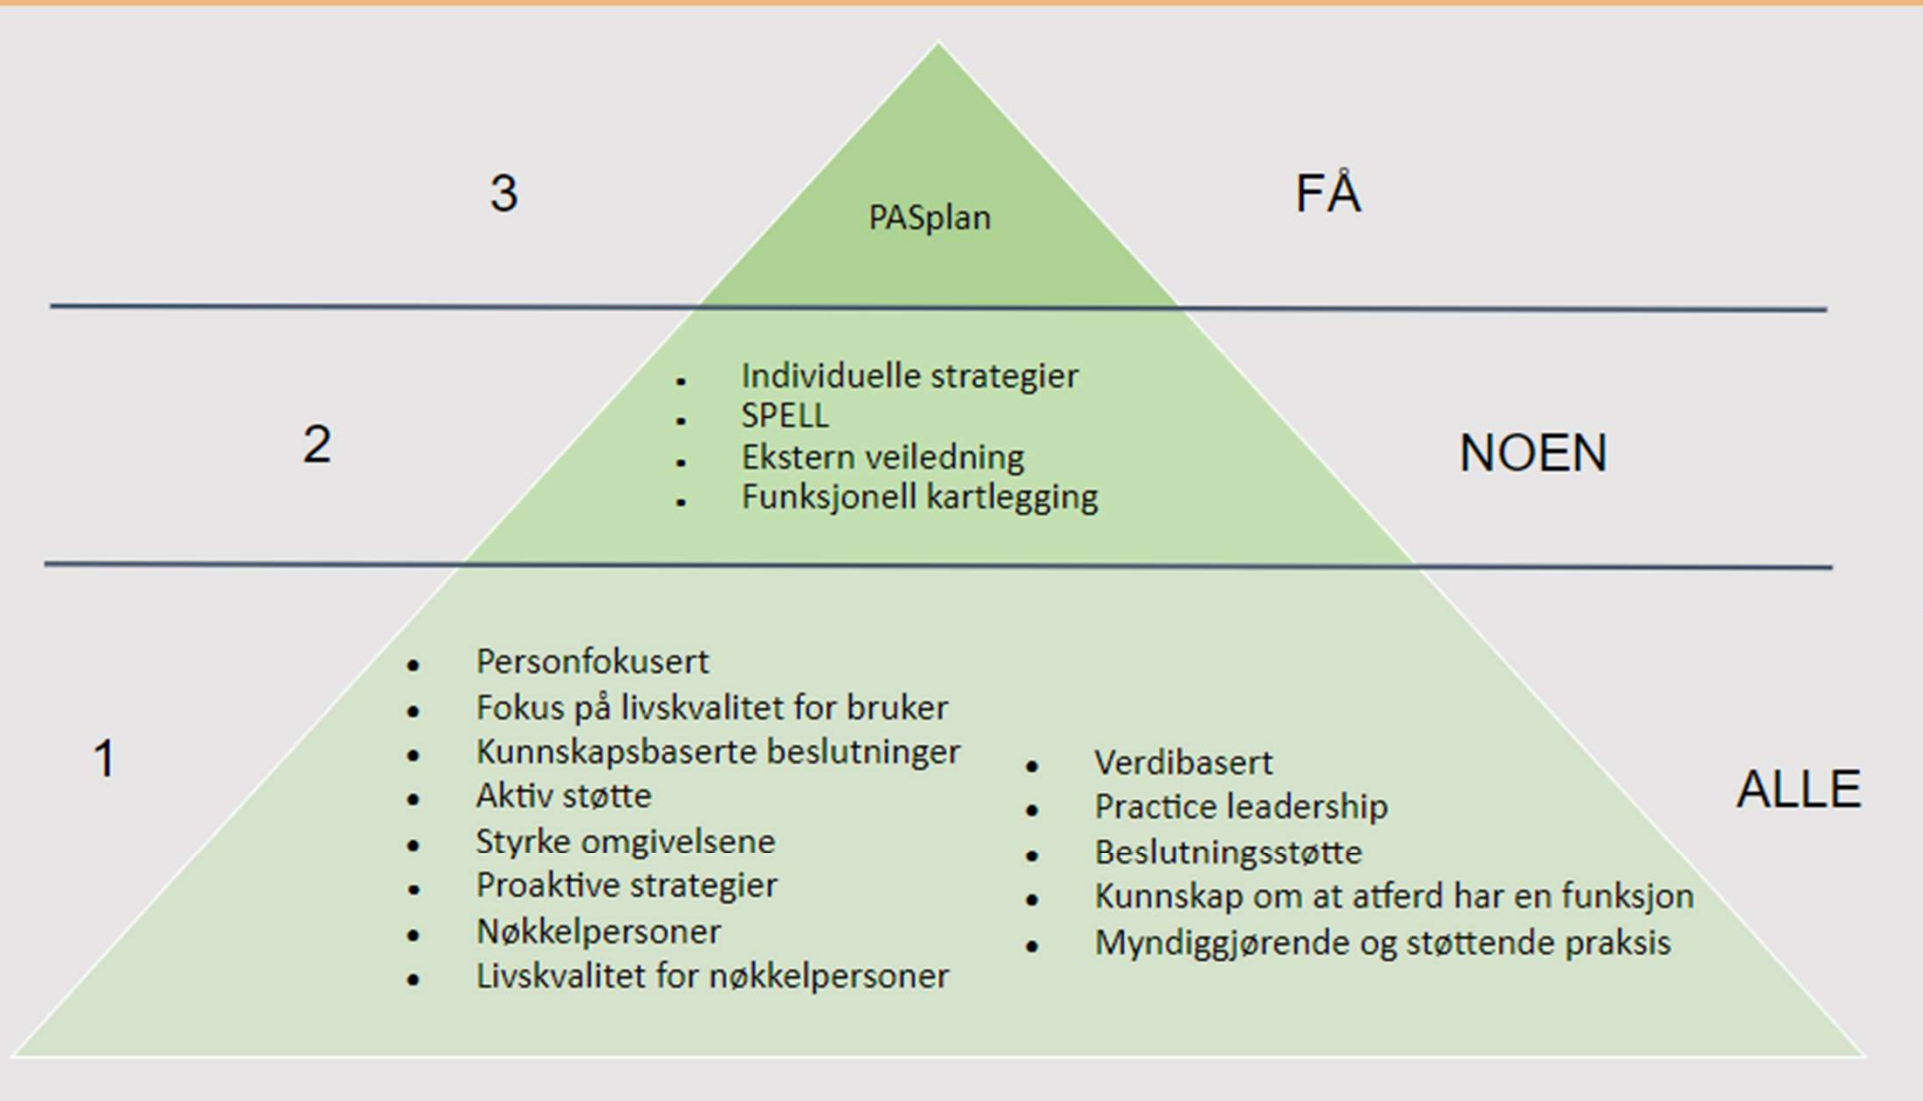 3
PASplan
FÅ
2
Individuelle strategier
SPELL
Ekstern veiledning
Funksjonell kartlegging
NOEN
1
Personfokusert
Fokus på livskvalitet for bruker
Kunnskapsbaserte beslutninger
Aktiv støtte
Styrke omgivelsene
Proaktive strategier
Nøkkelpersoner
Livskvalitet for nøkkelpersoner
Verdibasert
Practice leadership
Beslutningsstøtte
Kunnskap om at atferd har en funksjon
Myndiggjørende og støttende praksis
ALLE